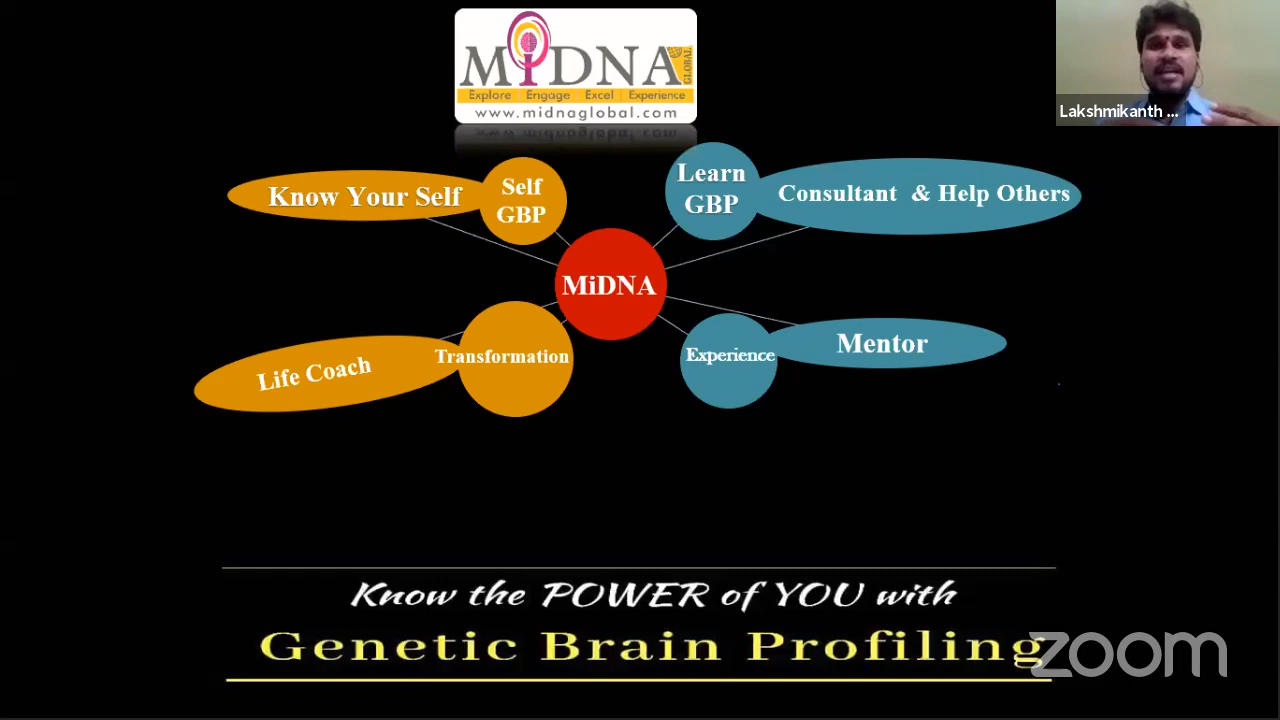 MiDNA
GLOBAL
Explore Engage Excel Experience
www.midnaglobal.com
Lakshmikanth ...
Know Your Self
Self
GBP
Learn
GBP
Consultant & Help Others
MiDNA
Life Coach
Transformation
Experience
Mentor
Know the POWER of YOU with
Genetic Brain Profiling
zoom